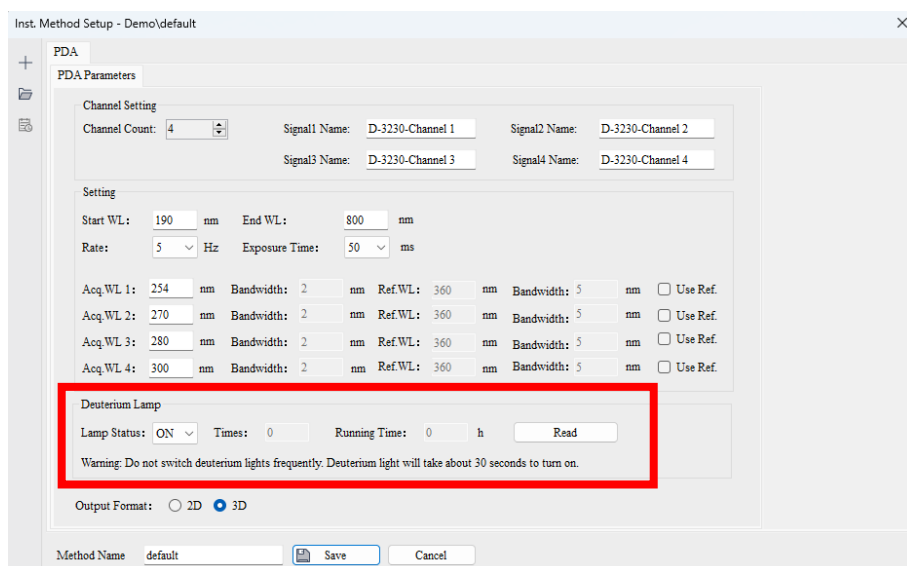 Inst. Method Setup - Demo\default
PDA
PDA Parameters
Channel Setting
Channel Count: 4 Signal1 Name: D-3230-Channel 1 Signal2 Name: D-3230-Channel 2
Signal3 Name: D-3230-Channel 3 Signal4 Name: D-3230-Channel 4
Setting
Start WL: 190 nm End WL: 800 nm
Rate: 5 Hz Exposure Time: 50 ms
Acq.WL 1: 254 nm Bandwidth: 2 nm Ref.WL: 360 nm Bandwidth: 5 nm Use Ref.
Acq.WL 2: 270 nm Bandwidth: 2 nm Ref.WL: 360 nm Bandwidth: 5 nm Use Ref.
Acq.WL 3: 280 nm Bandwidth: 2 nm Ref.WL: 360 nm Bandwidth: 5 nm Use Ref.
Acq.WL 4: 300 nm Bandwidth: 2 nm Ref.WL: 360 nm Bandwidth: 5 nm Use Ref.
Deuterium Lamp
Lamp Status: ON Times: 0 Running Time: 0 h Read
Warning: Do not switch deuterium lights frequently. Deuterium light will take about 30 seconds to turn on.
Output Format: 2D 3D
Method Name default Save Cancel